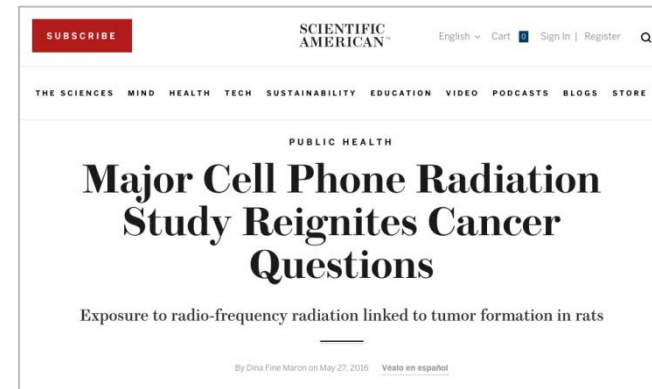 SUBSCRIBE
SCIENTIFIC
AMERICAN™
English Cart 0 Sign In | Register
THE SCIENCES MIND HEALTH TECH SUSTAINABILITY EDUCATION VIDEO PODCASTS BLOGS STORE
PUBLIC HEALTH
Major Cell Phone Radiation
Study Reignites Cancer
Questions
Exposure to radio-frequency radiation linked to tumor formation in rats
By Dina Fine Maron on May 27, 2016 Véalo en español